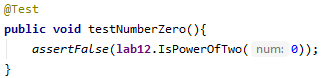 @Test
public void testNumberZero(){
    assertFalse(lab12.IsPowerOfTwo( num: 0));
}